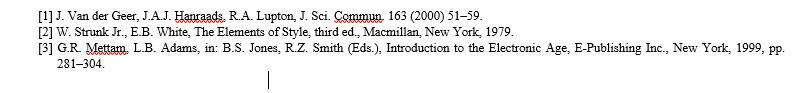 [1] J. Van der Geer, J.A.J. Hanraads, R.A. Lupton, J. Sci. Commun. 163 (2000) 51–59.
[2] W. Strunk Jr., E.B. White, The Elements of Style, third ed., Macmillan, New York, 1979.
[3] G.R. Mettam, L.B. Adams, in: B.S. Jones, R.Z. Smith (Eds.), Introduction to the Electronic Age, E-Publishing Inc., New York, 1999, pp.
281–304.